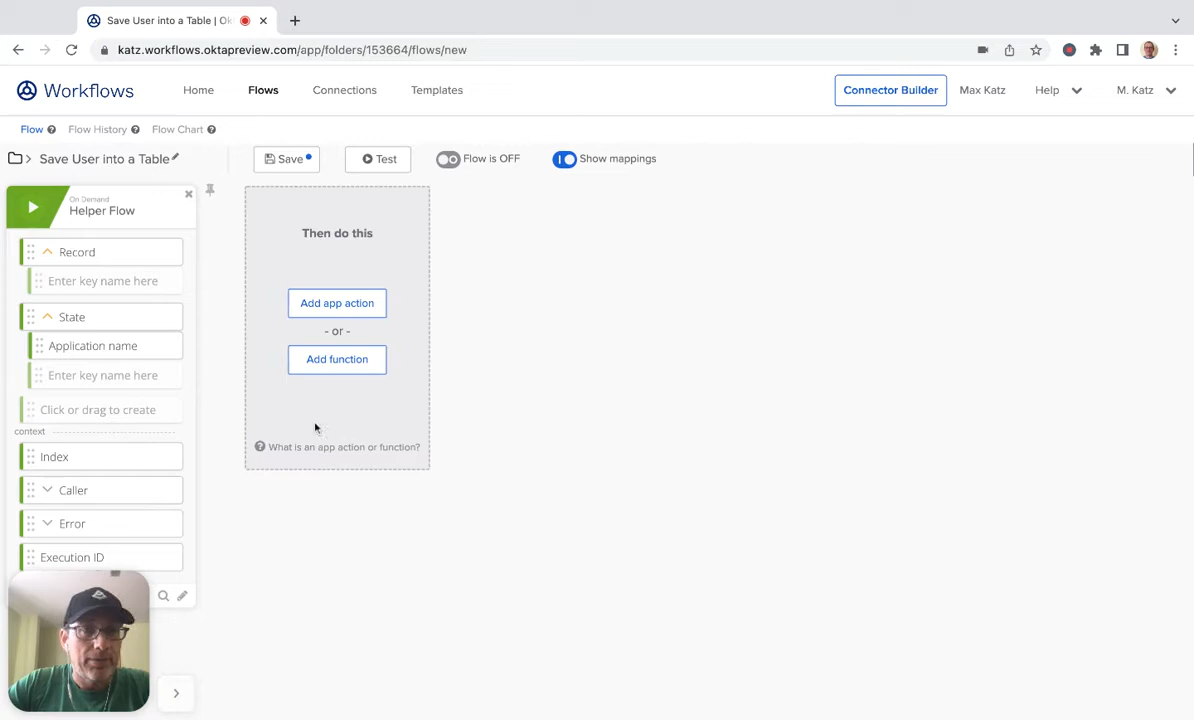 Save User into a Table | Ok
katz.workflows.oktapreview.com/app/folders/153664/flows/new
Workflows
Home
Flows
Connections
Templates
Connector Builder
Max Katz
Help
M. Katz
Flow
Flow History
Flow Chart
Save User into a Table
Save
Test
Flow is OFF
Show mappings
On Demand
Helper Flow
Record
Enter key name here
State
Application name
Enter key name here
Click or drag to create
context
Index
Caller
Error
Execution ID
Then do this
Add app action
- or -
Add function
What is an app action or function?